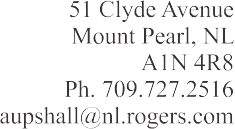 51 Clyde Avenue
Mount Pearl, NL
A1N 4R8
Ph. 709.727.2516
aupshall@nl.rogers.com